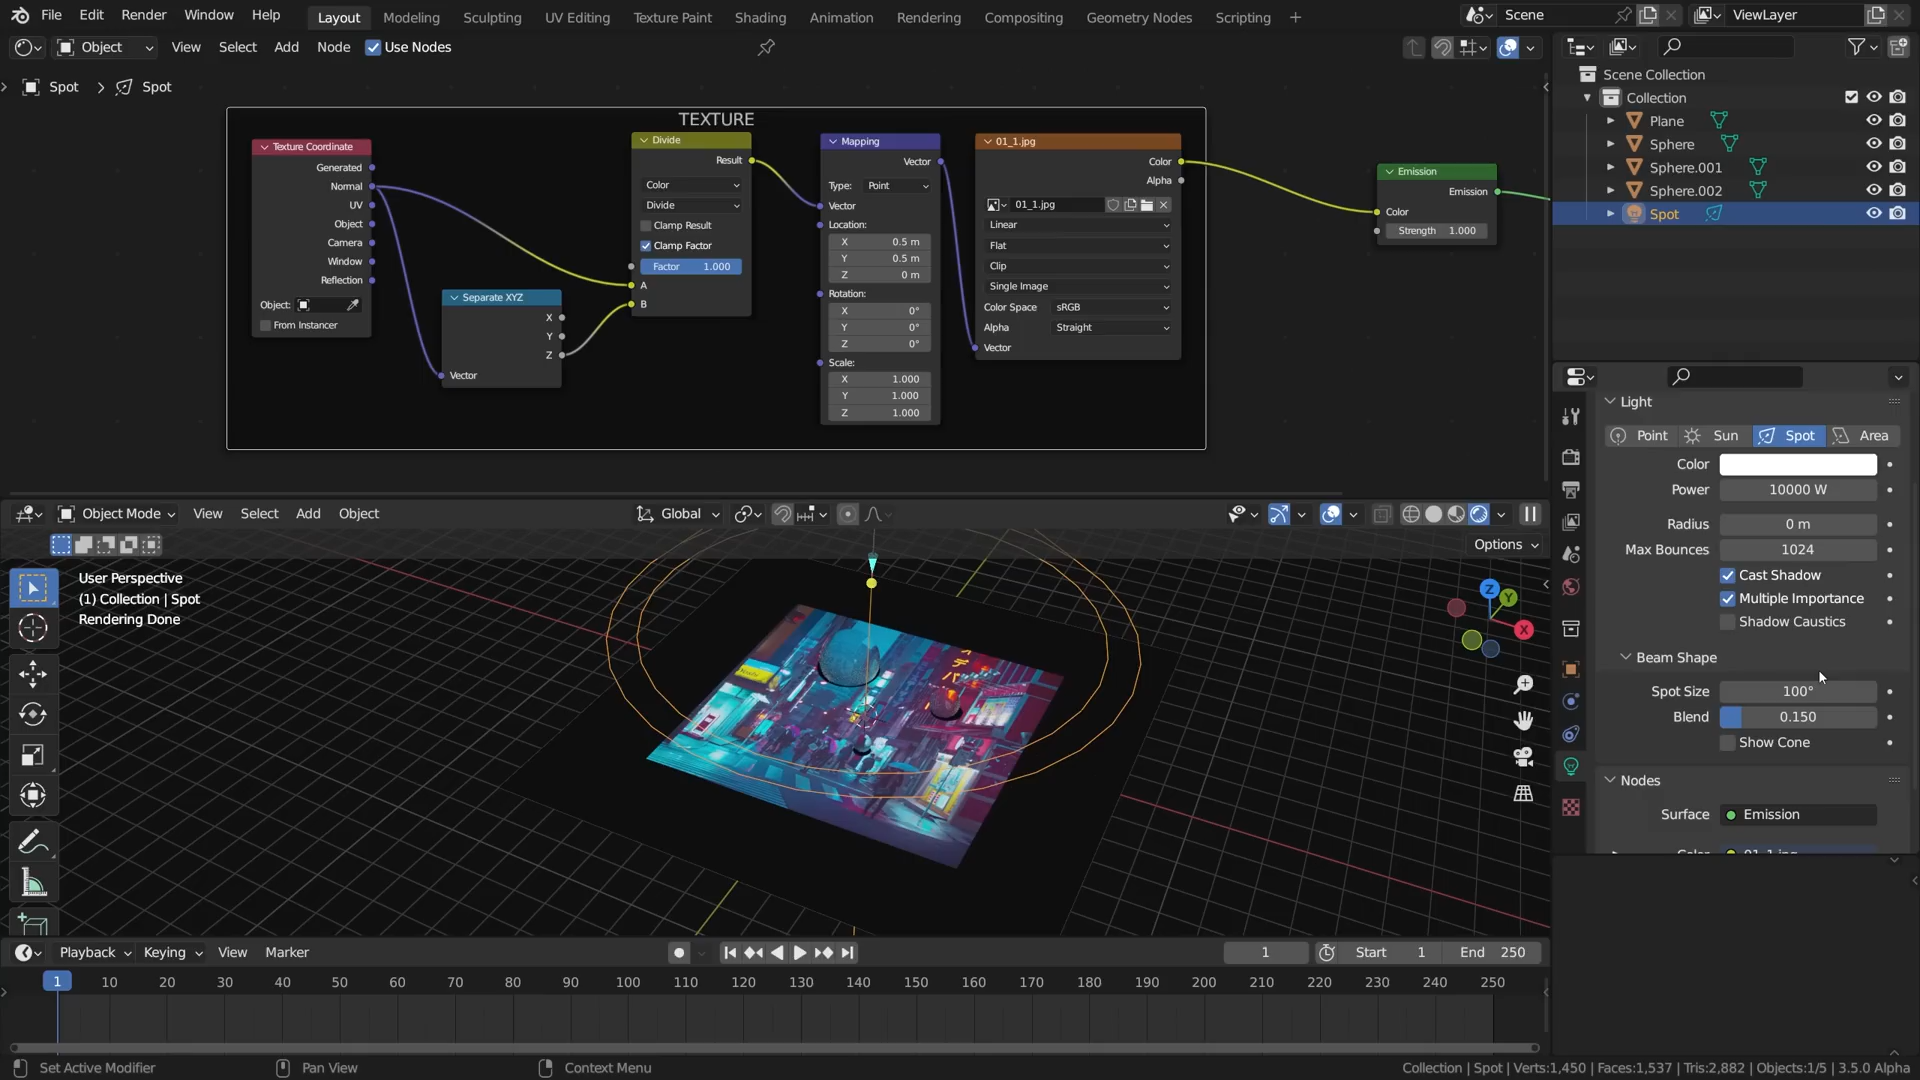 File Edit Render Window Help Layout Modeling Sculpting UV Editing Texture Paint Shading Animation Rendering Compositing Geometry Nodes Scripting + Scene ViewLayer
Object View Select Add Node Use Nodes
Spot > Spot
TEXTURE
Texture Coordinate
Generated
Normal
UV
Object
Camera
Window
Reflection
Object:
From Instancer
Separate XYZ
X
Y
Z
Vector
Divide
Result
Color
Divide
Clamp Result
Clamp Factor
Factor 1.000
A
B
Mapping
Vector
Type: Point
Vector
Location:
X 0.5 m
Y 0.5 m
Z 0 m
Rotation:
X 0°
Y 0°
Z 0°
Scale:
X 1.000
Y 1.000
Z 1.000
01_1.jpg
Color
Alpha
01_1.jpg
Linear
Flat
Clip
Single Image
Color Space sRGB
Alpha Straight
Vector
Emission
Emission
Color
Strength 1.000
Scene Collection
Collection
Plane
Sphere
Sphere.001
Sphere.002
Spot
Light
Point Sun Spot Area
Color
Power 10000 W
Radius 0 m
Max Bounces 1024
Cast Shadow
Multiple Importance
Shadow Caustics
Beam Shape
Spot Size 100°
Blend 0.150
Show Cone
Nodes
Surface Emission
Object Mode View Select Add Object Global
Options
User Perspective
(1) Collection | Spot
Rendering Done
Z
Y
X
Playback Keying View Marker 1 Start 1 End 250
1 10 20 30 40 50 60 70 80 90 100 110 120 130 140 150 160 170 180 190 200 210 220 230 240 250
Set Active Modifier Pan View Context Menu Collection | Spot | Verts:1,450 | Faces:1,537 | Tris:2,882 | Objects:1/5 | 3.5.0 Alpha